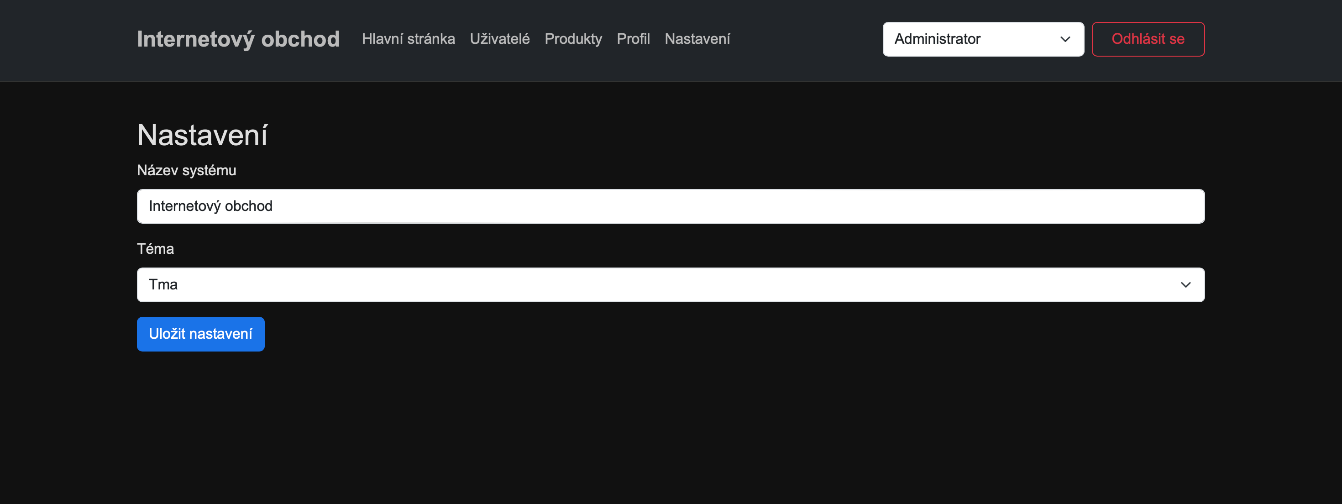 Internetový obchod Hlavní stránka Uživatelé Produkty Profil Nastavení Administrator Odhlásit se
Nastavení
Název systému
Internetový obchod
Téma
Tma
Uložit nastavení